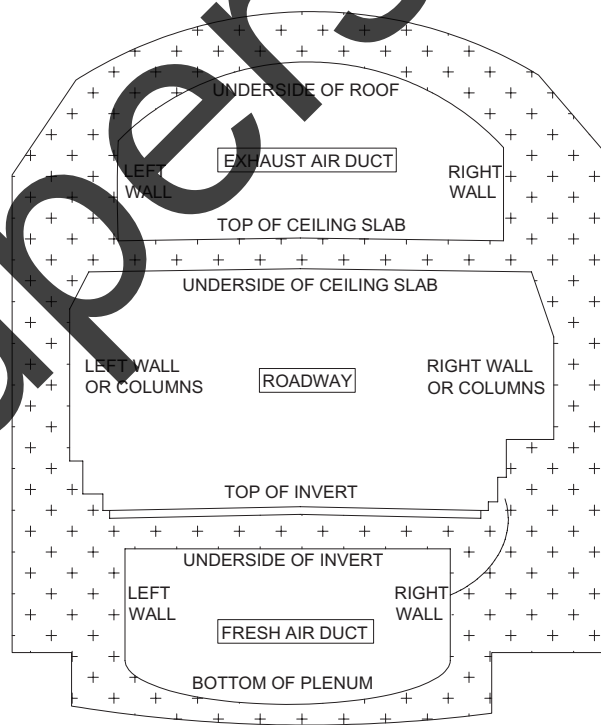 UNDERSIDE OF ROOF
EXHAUST AIR DUCT
LEFT
WALL
RIGHT
WALL
TOP OF CEILING SLAB
UNDERSIDE OF CEILING SLAB
LEFT WALL
OR COLUMNS
ROADWAY
RIGHT WALL
OR COLUMNS
TOP OF INVERT
UNDERSIDE OF INVERT
LEFT
WALL
RIGHT
WALL
FRESH AIR DUCT
BOTTOM OF PLENUM